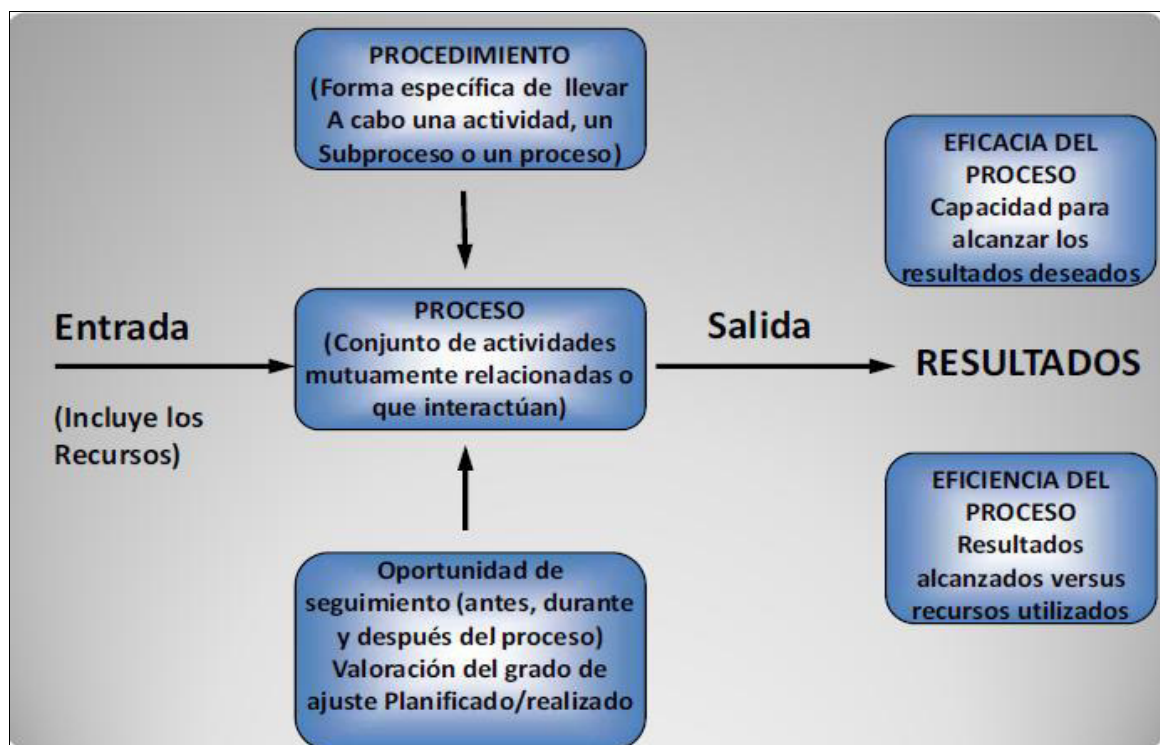 PROCEDIMIENTO
(Forma específica de llevar
A cabo una actividad, un
Subproceso o un proceso)
EFICACIA DEL
PROCESO
Capacidad para
alcanzar los
resultados deseados
Entrada
(Incluye los
Recursos)
PROCESO
(Conjunto de actividades
mutuamente relacionadas o
que interactúan)
Salida
RESULTADOS
Oportunidad de
seguimiento (antes, durante
y después del proceso)
Valoración del grado de
ajuste Planificado/realizado
EFICIENCIA DEL
PROCESO
Resultados
alcanzados versus
recursos utilizados